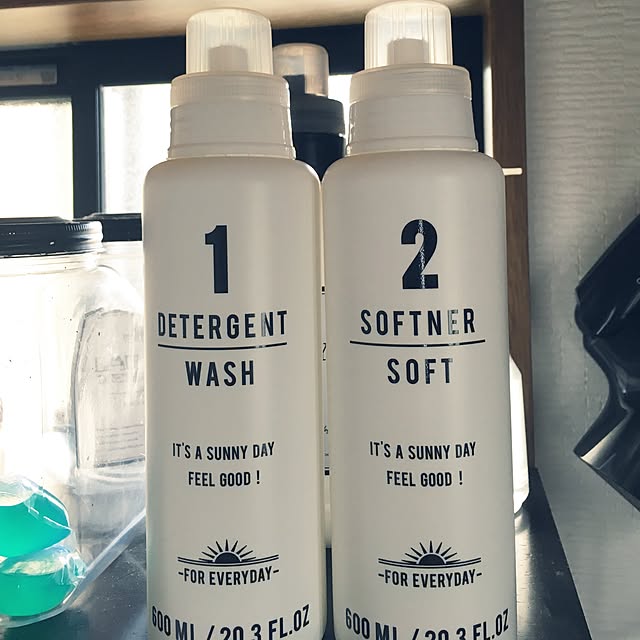 1
DETERGENT
WASH
IT'S A SUNNY DAY
FEEL GOOD !
-FOR EVERYDAY-
600 ML / 20.3 FL.OZ
2
SOFTNER
SOFT
IT'S A SUNNY DAY
FEEL GOOD !
-FOR EVERYDAY-
600 ML / 20.3 FL.OZ